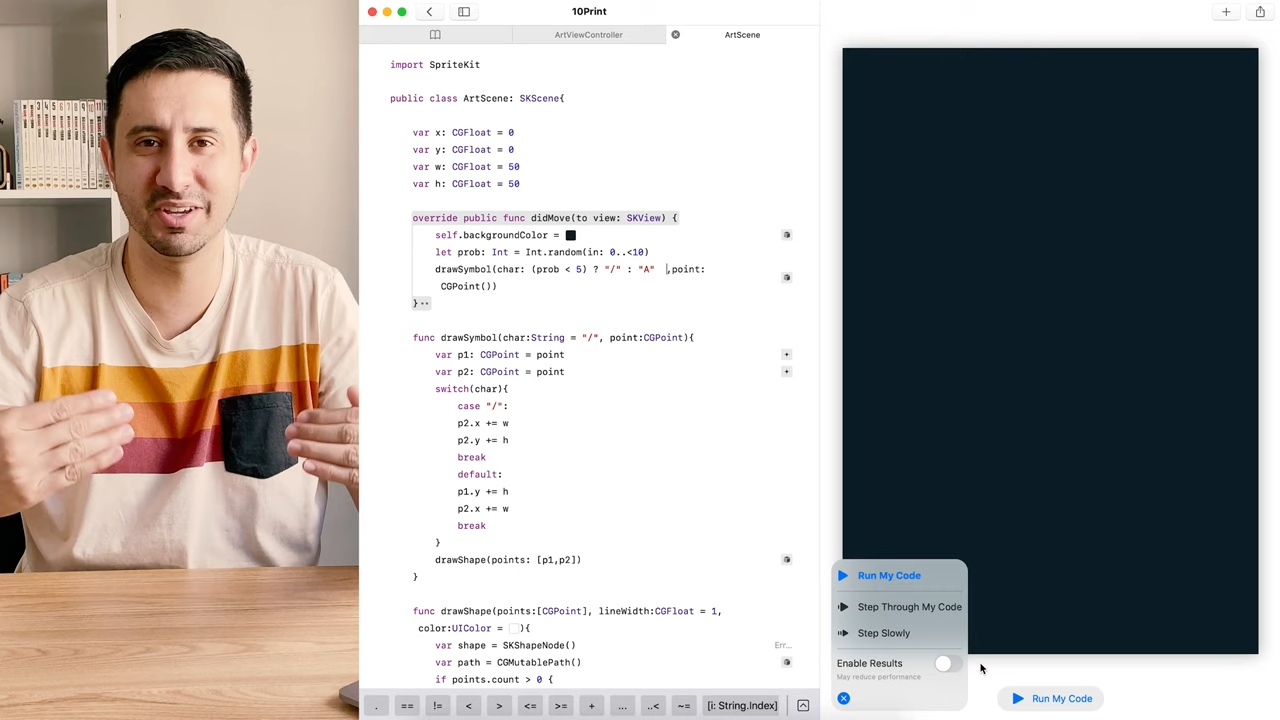 10Print
ArtViewController
ArtScene
import SpriteKit
public class ArtScene: SKScene{
var x: CGFloat = 0
var y: CGFloat = 0
var w: CGFloat = 50
var h: CGFloat = 50
override public func didMove(to view: SKView) {
self.backgroundColor =
let prob: Int = Int.random(in: 0..<10)
drawSymbol(char: (prob < 5) ? "/" : "A" ,point:
CGPoint())
}
func drawSymbol(char:String = "/", point:CGPoint){
var p1: CGPoint = point
var p2: CGPoint = point
switch(char){
case "/":
p2.x += w
p2.y += h
break
default:
p1.y += h
p2.x += w
break
}
drawShape(points: [p1,p2])
}
func drawShape(points:[CGPoint], lineWidth:CGFloat = 1,
color:UIColor = ){
var shape = SKShapeNode()
Err...
var path = CGMutablePath()
if points.count > 0 {
. == != < > <= >= + ... ..< ~= [i: String.Index]
Run My Code
Step Through My Code
Step Slowly
Enable Results
May reduce performance
Run My Code